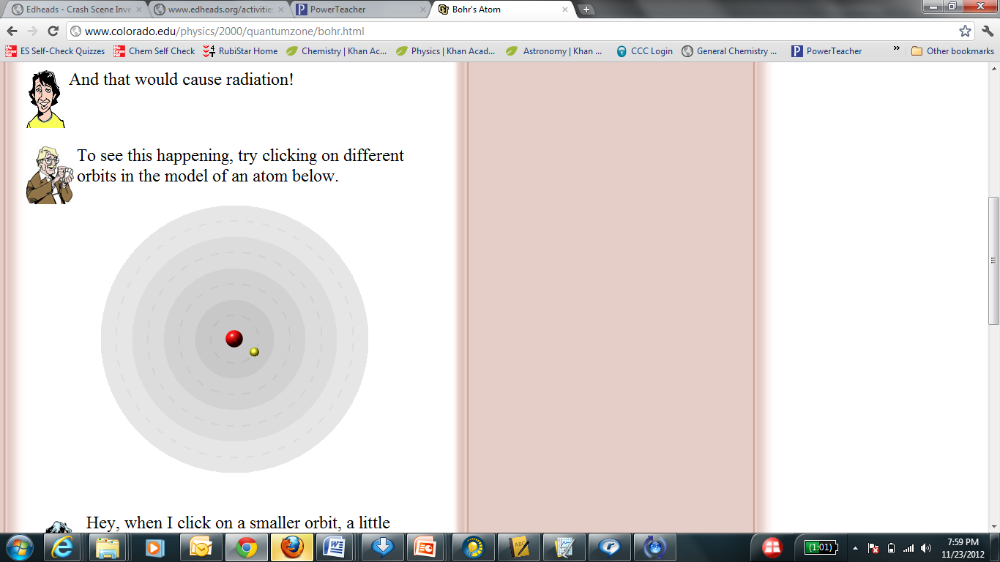 Edheads - Crash Scene Inve
www.edheads.org/activities
PowerTeacher
Bohr's Atom
www.colorado.edu/physics/2000/quantumzone/bohr.html
ES Self-Check Quizzes
Chem Self Check
RubiStar Home
Chemistry | Khan Ac...
Physics | Khan Acad...
Astronomy | Khan ...
CCC Login
General Chemistry ...
PowerTeacher
»
Other bookmarks
And that would cause radiation!
To see this happening, try clicking on different
orbits in the model of an atom below.
Hey, when I click on a smaller orbit, a little
(1:01)
7:59 PM
11/23/2012